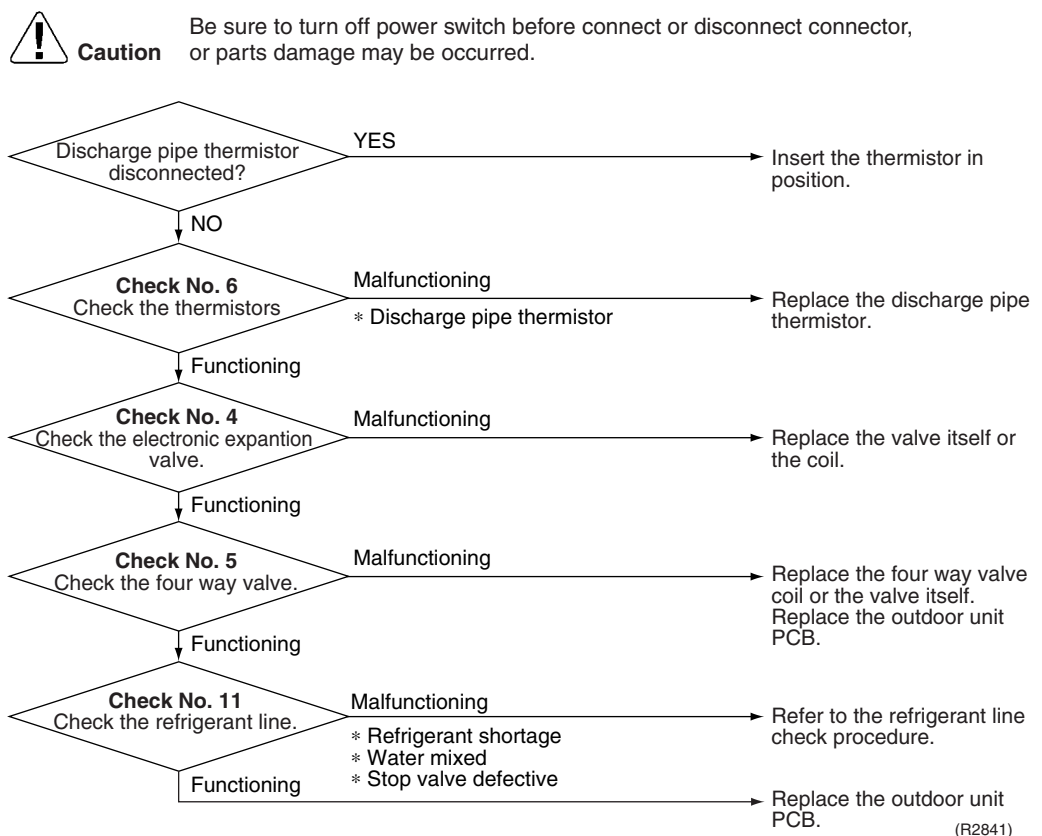 Be sure to turn off power switch before connect or disconnect connector,
Caution or parts damage may be occurred.
Discharge pipe thermistor
disconnected?
YES
Insert the thermistor in
position.
NO
Check No. 6
Check the thermistors
Malfunctioning
* Discharge pipe thermistor
Replace the discharge pipe
thermistor.
Functioning
Check No. 4
Check the electronic expantion
valve.
Malfunctioning
Replace the valve itself or
the coil.
Functioning
Check No. 5
Check the four way valve.
Malfunctioning
Replace the four way valve
coil or the valve itself.
Replace the outdoor unit
PCB.
Functioning
Check No. 11
Check the refrigerant line.
Malfunctioning
* Refrigerant shortage
* Water mixed
* Stop valve defective
Refer to the refrigerant line
check procedure.
Functioning
Replace the outdoor unit
PCB.
(R2841)